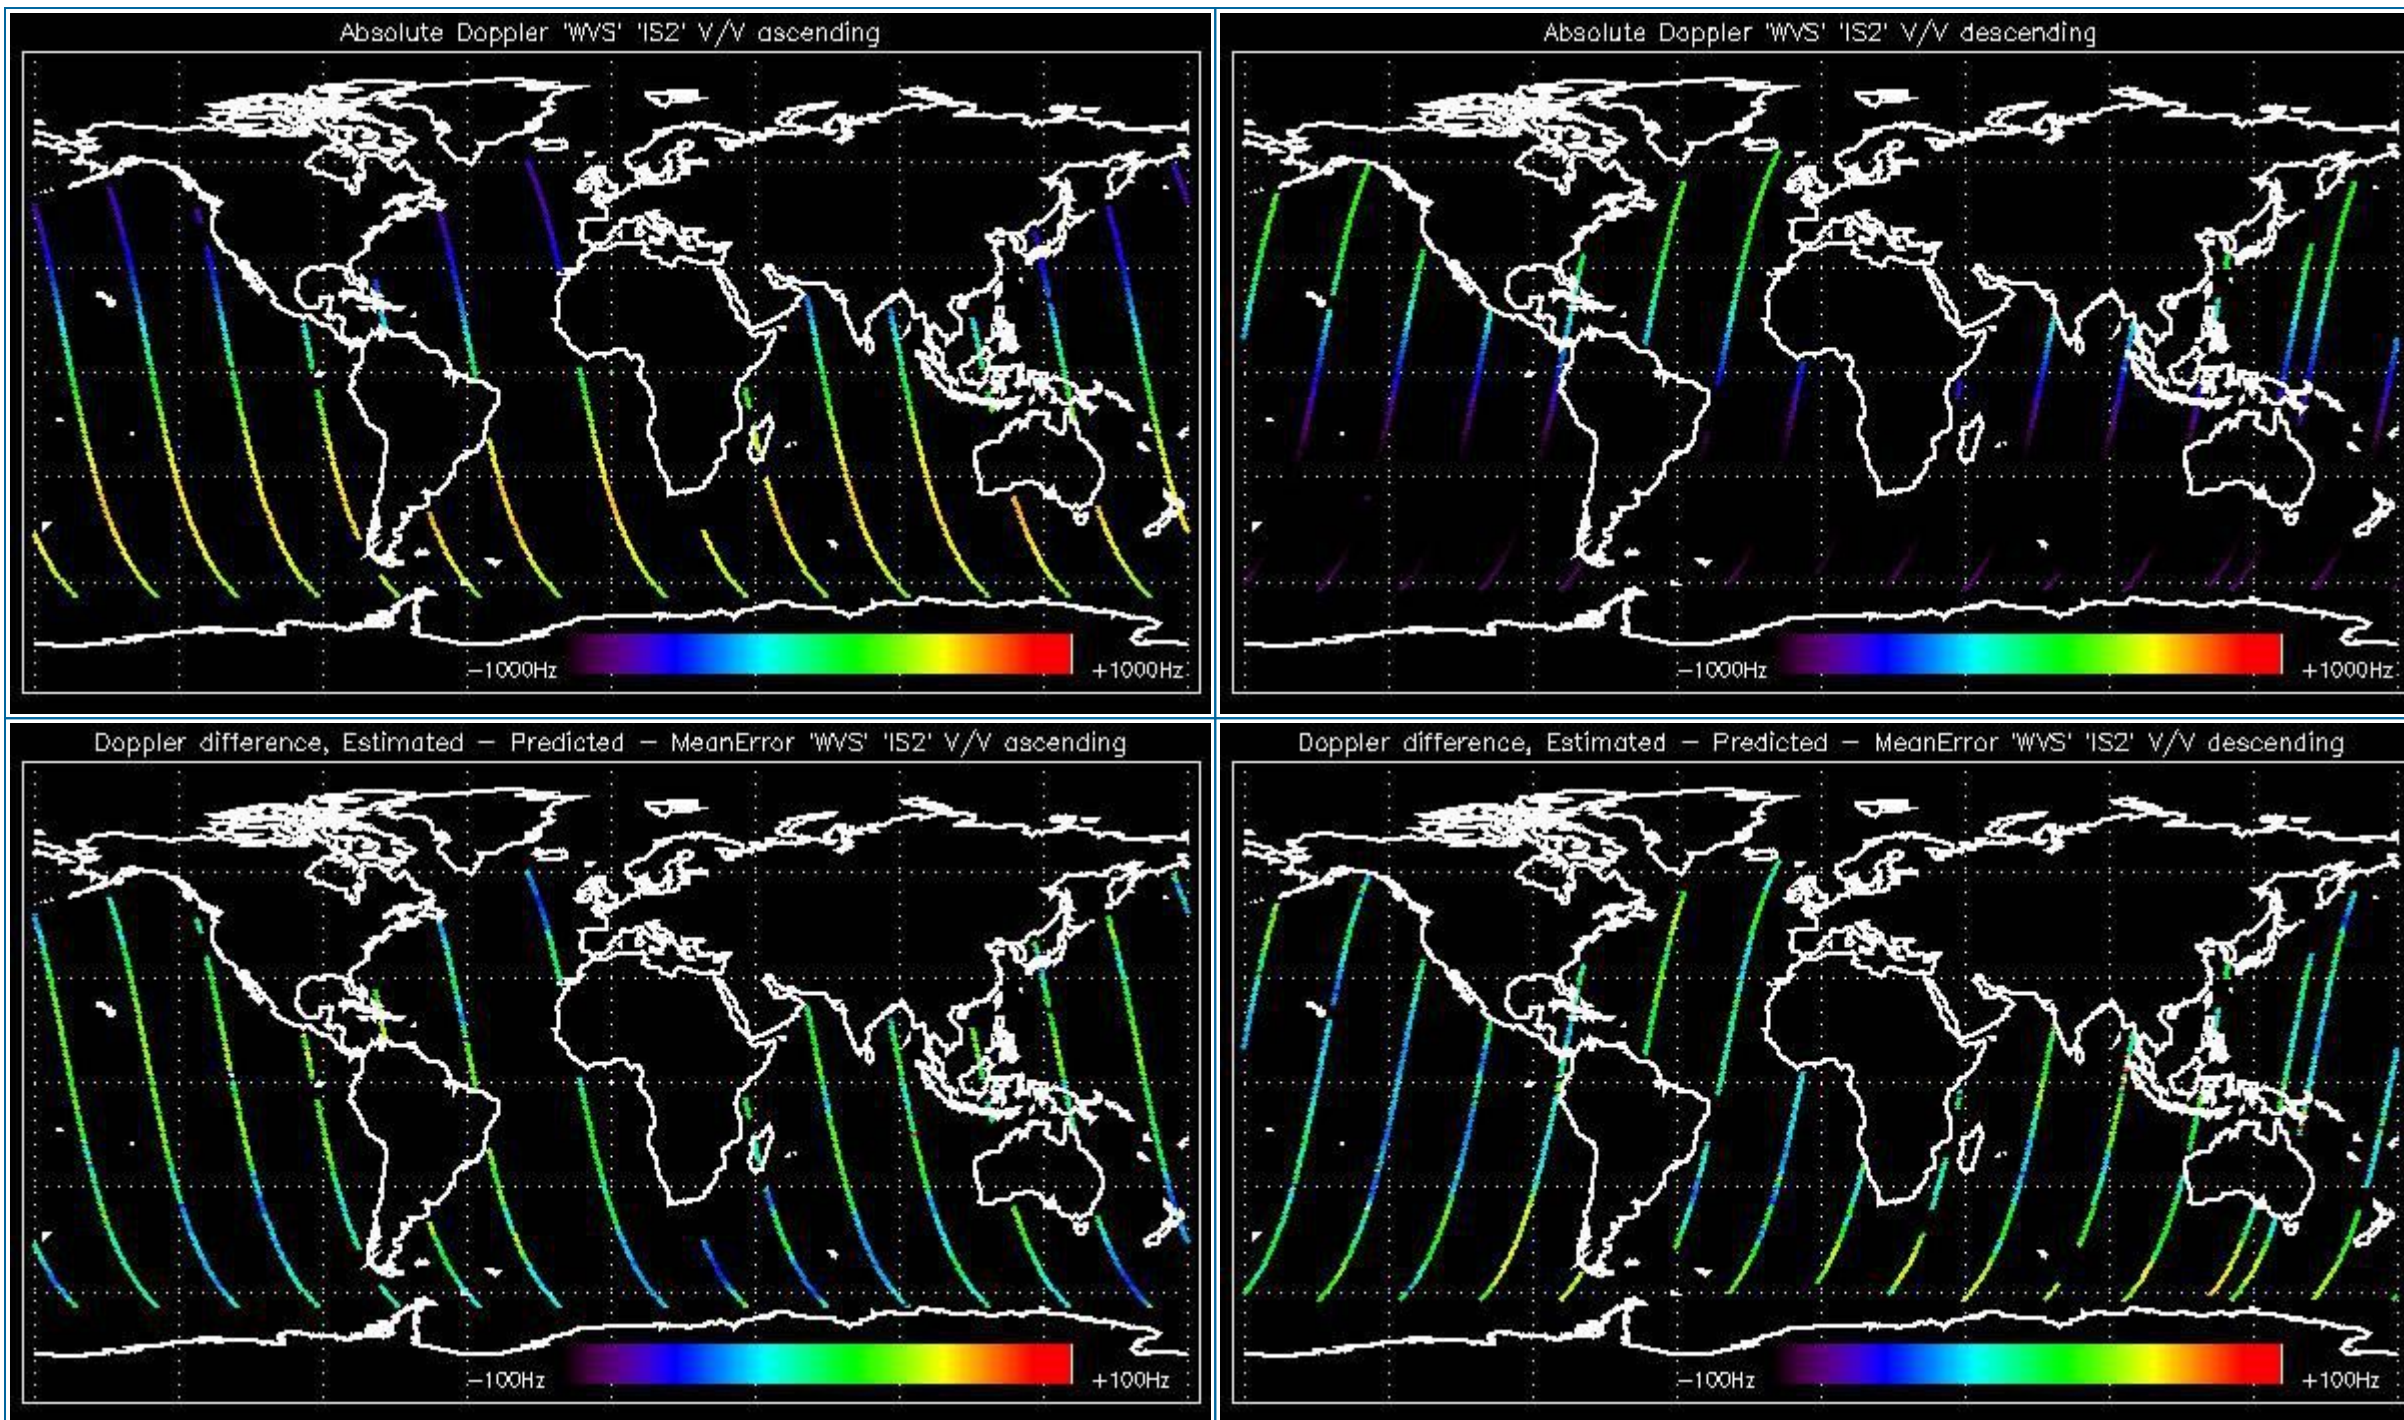 Absolute Doppler 'WVS' 'IS2' V/V ascending
-1000Hz
+1000Hz
Absolute Doppler 'WVS' 'IS2' V/V descending
-1000Hz
+1000Hz
Doppler difference, Estimated - Predicted - MeanError 'WVS' 'IS2' V/V ascending
-100Hz
+100Hz
Doppler difference, Estimated - Predicted - MeanError 'WVS' 'IS2' V/V descending
-100Hz
+100Hz